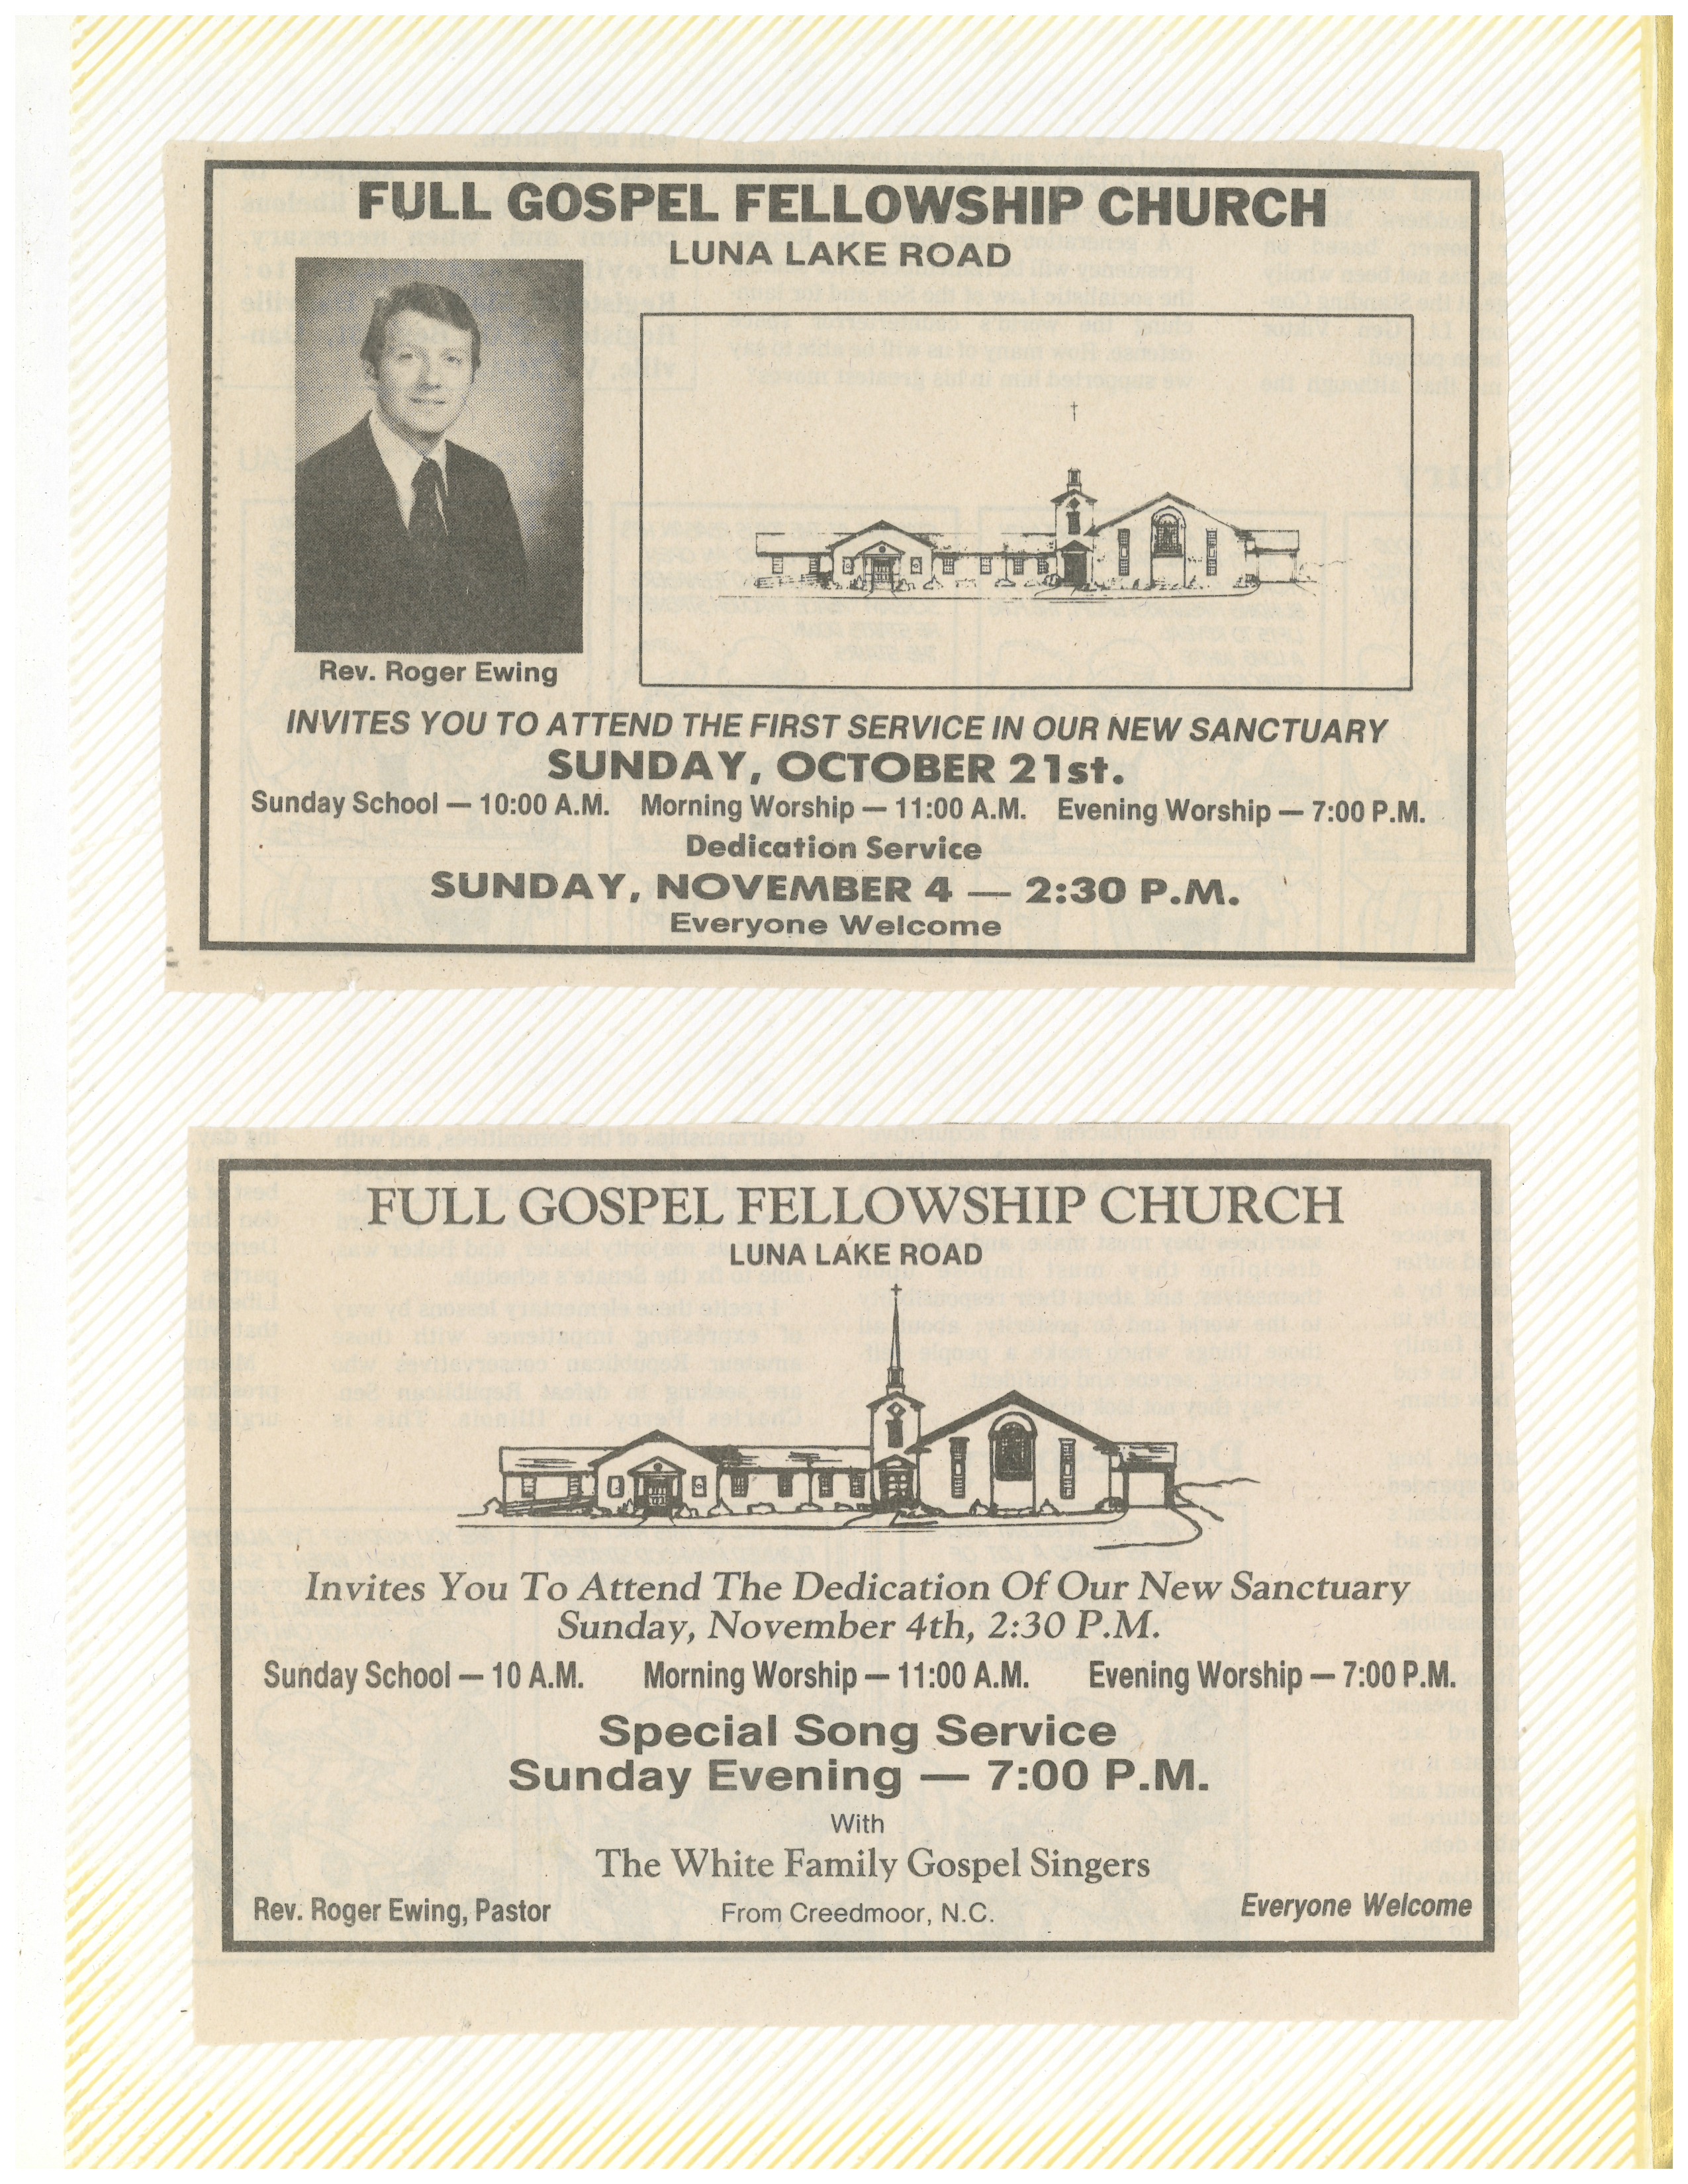 FULL GOSPEL FELLOWSHIP CHURCH
LUNA LAKE ROAD
Rev. Roger Ewing
INVITES YOU TO ATTEND THE FIRST SERVICE IN OUR NEW SANCTUARY
SUNDAY, OCTOBER 21st.
Sunday School — 10:00 A.M. Morning Worship — 11:00 A.M. Evening Worship — 7:00 P.M.
Dedication Service
SUNDAY, NOVEMBER 4 — 2:30 P.M.
Everyone Welcome
FULL GOSPEL FELLOWSHIP CHURCH
LUNA LAKE ROAD
Invites You To Attend The Dedication Of Our New Sanctuary
Sunday, November 4th, 2:30 P.M.
Sunday School — 10 A.M. Morning Worship — 11:00 A.M. Evening Worship — 7:00 P.M.
Special Song Service
Sunday Evening — 7:00 P.M.
With
The White Family Gospel Singers
Rev. Roger Ewing, Pastor From Creedmoor, N.C. Everyone Welcome